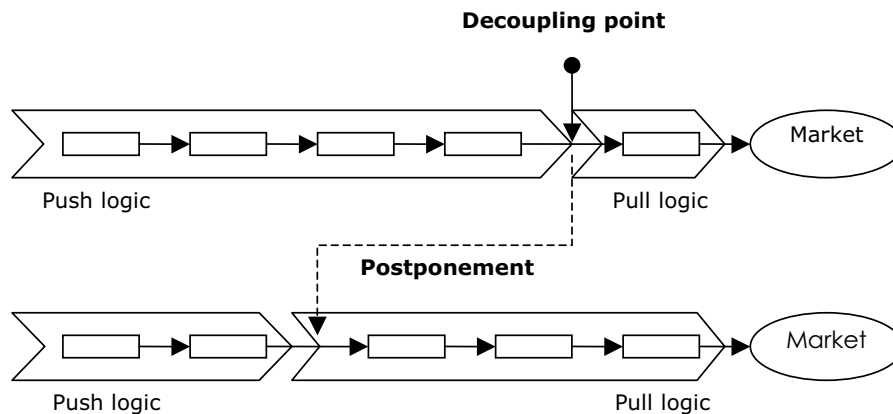 Decoupling point
Market
Push logic
Pull logic
Postponement
Market
Push logic
Pull logic